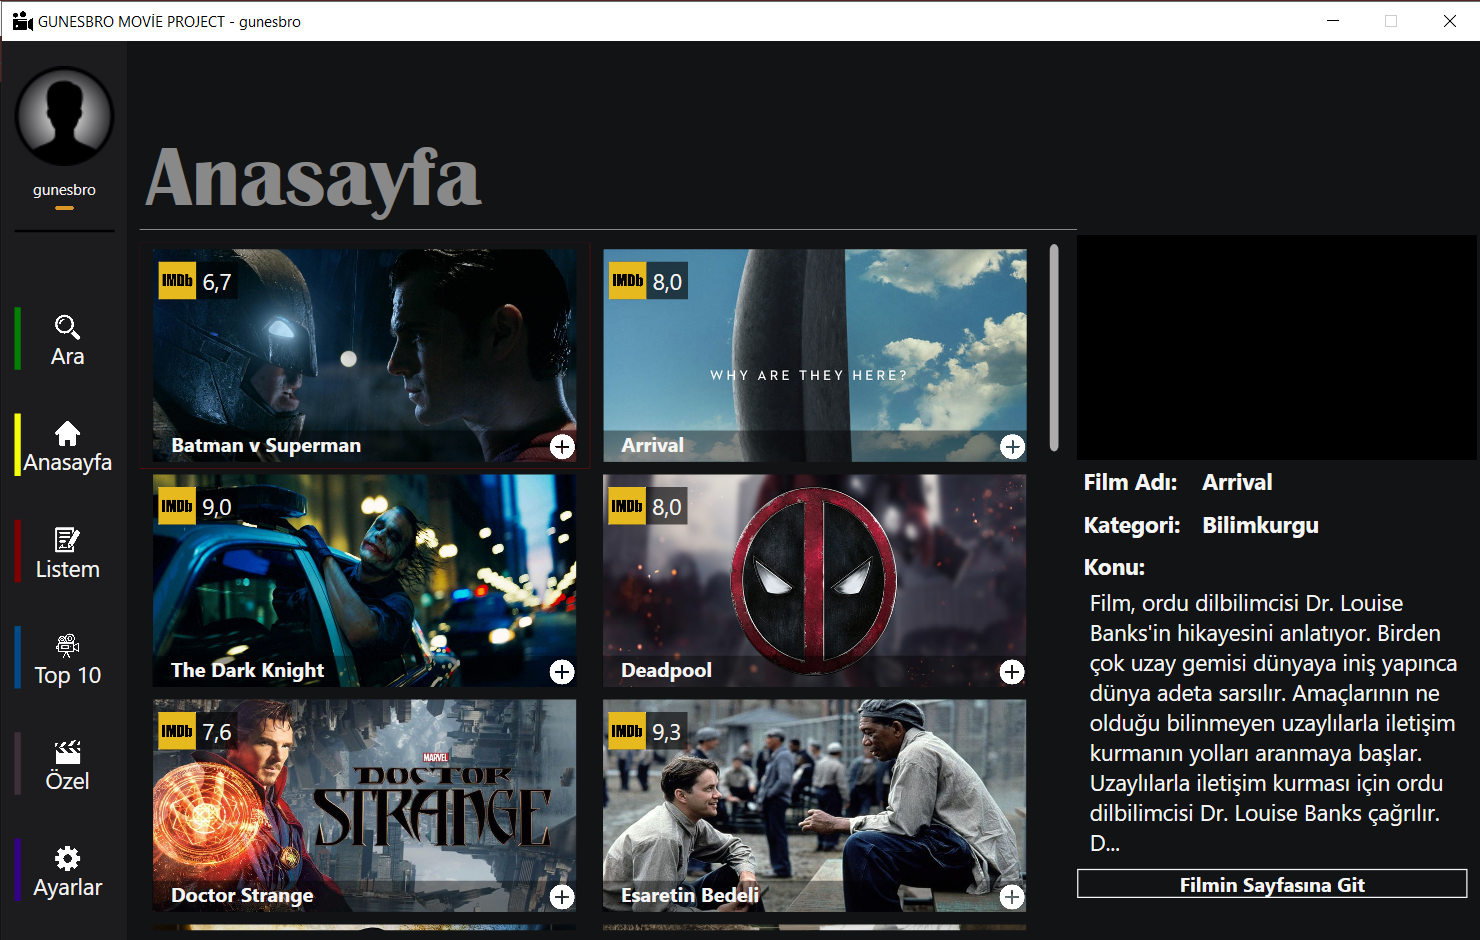 GUNESBRO MOVİE PROJECT - gunesbro
gunesbro
Ara
Anasayfa
Listem
Top 10
Özel
Ayarlar
Anasayfa
IMDb 6,7
Batman v Superman
IMDb 8,0
WHY ARE THEY HERE?
Arrival
IMDb 9,0
The Dark Knight
IMDb 8,0
Deadpool
IMDb 7,6
MARVEL
DOCTOR
STRANGE
Doctor Strange
IMDb 9,3
Esaretin Bedeli
Film Adı: Arrival
Kategori: Bilimkurgu
Konu:
Film, ordu dilbilimcisi Dr. Louise
Banks'in hikayesini anlatıyor. Birden
çok uzay gemisi dünyaya iniş yapınca
dünya adeta sarsılır. Amaçlarının ne
olduğu bilinmeyen uzaylılarla iletişim
kurmanın yolları aranmaya başlar.
Uzaylılarla iletişim kurması için ordu
dilbilimcisi Dr. Louise Banks çağrılır.
D...
Filmin Sayfasına Git